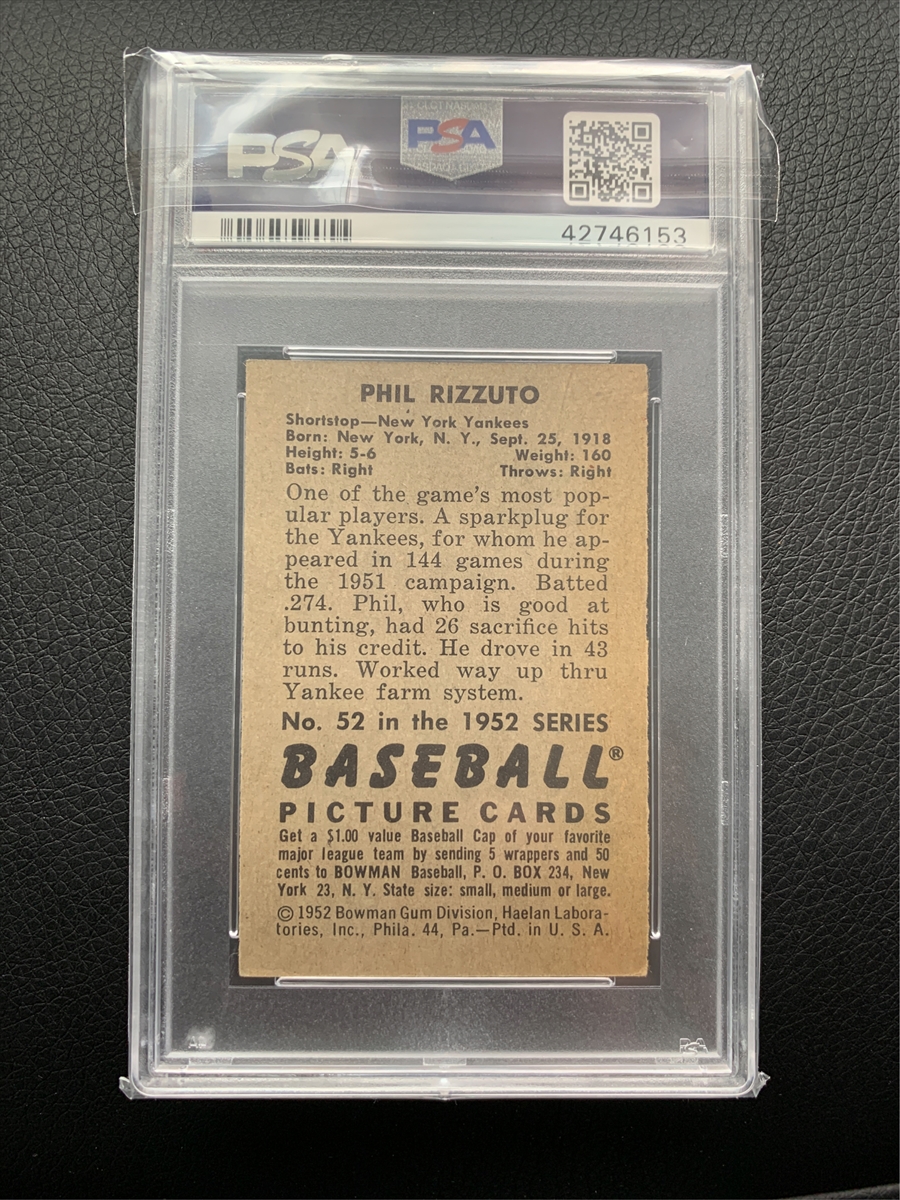 PSA
PSA
42746153
PHIL RIZZUTO
Shortstop—New York Yankees
Born: New York, N. Y., Sept. 25, 1918
Height: 5-6 Weight: 160
Bats: Right Throws: Right
One of the game's most pop-
ular players. A sparkplug for
the Yankees, for whom he ap-
peared in 144 games during
the 1951 campaign. Batted
.274. Phil, who is good at
bunting, had 26 sacrifice hits
to his credit. He drove in 43
runs. Worked way up thru
Yankee farm system.
No. 52 in the 1952 SERIES
BASEBALL®
PICTURE CARDS
Get a $1.00 value Baseball Cap of your favorite
major league team by sending 5 wrappers and 50
cents to BOWMAN Baseball, P. O. BOX 234, New
York 23, N. Y. State size: small, medium or large.
© 1952 Bowman Gum Division, Haelan Labora-
tories, Inc., Phila. 44, Pa.—Ptd. in U. S. A.
PSA